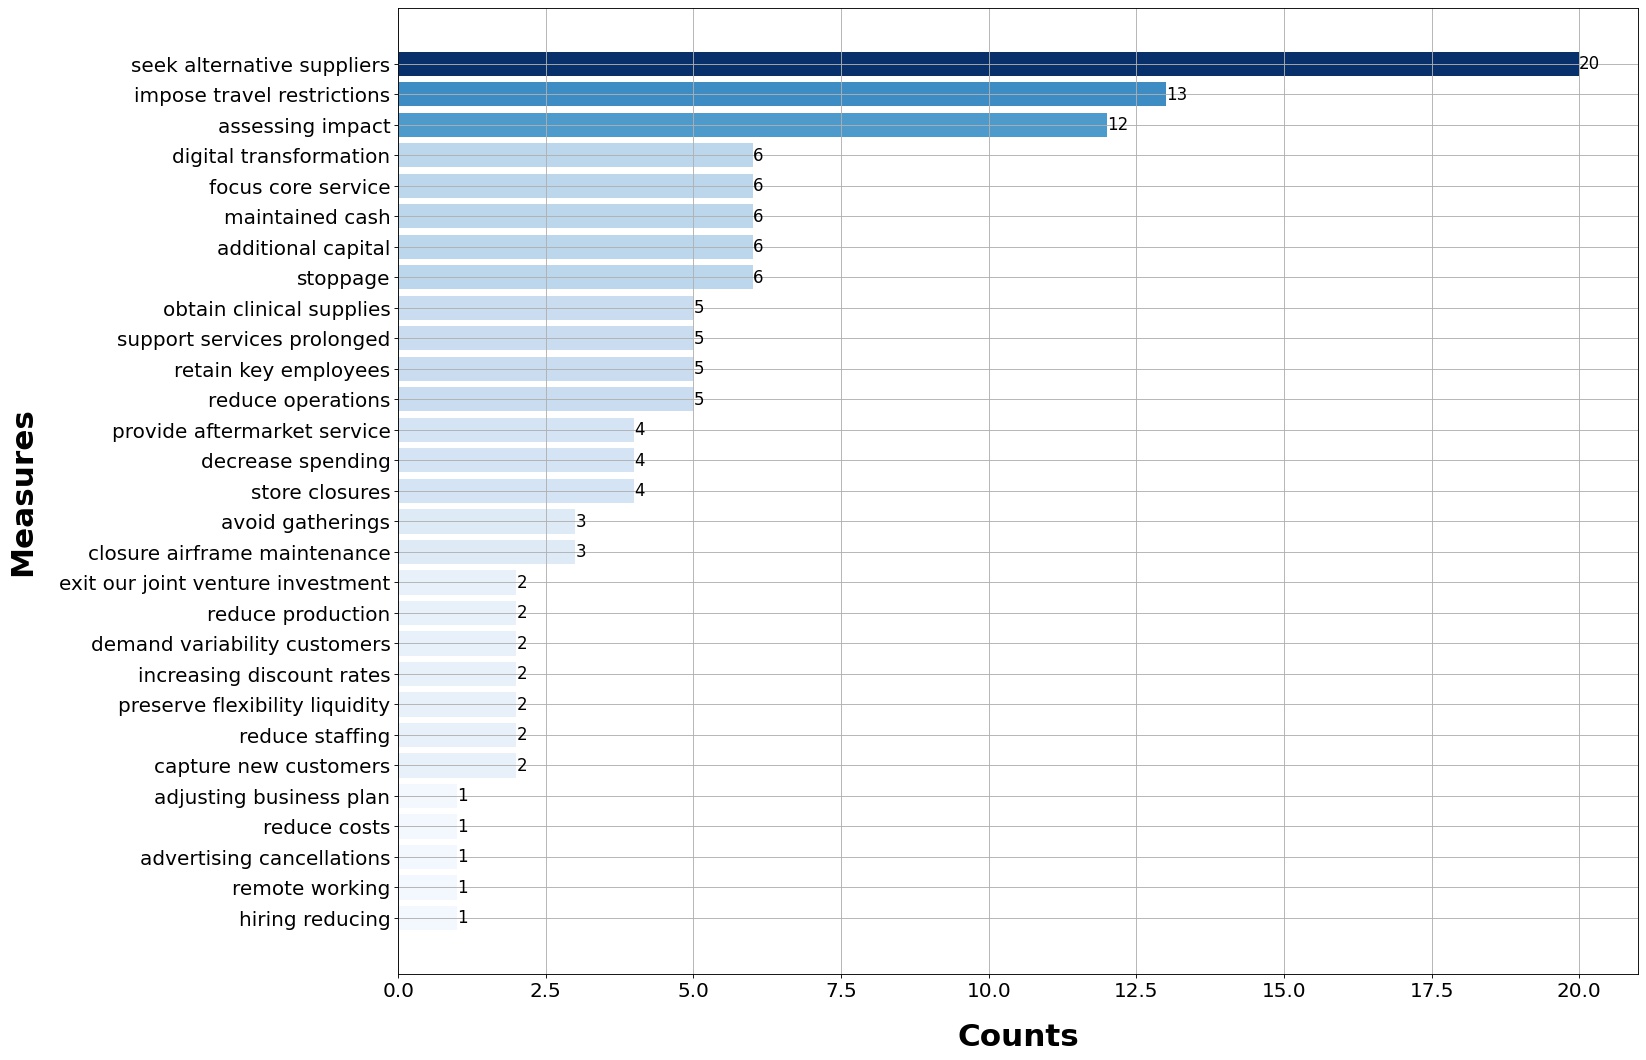 seek alternative suppliers 20
impose travel restrictions 13
assessing impact 12
digital transformation 6
focus core service 6
maintained cash 6
additional capital 6
stoppage 6
obtain clinical supplies 5
support services prolonged 5
retain key employees 5
reduce operations 5
provide aftermarket service 4
decrease spending 4
store closures 4
avoid gatherings 3
closure airframe maintenance 3
exit our joint venture investment 2
reduce production 2
demand variability customers 2
increasing discount rates 2
preserve flexibility liquidity 2
reduce staffing 2
capture new customers 2
adjusting business plan 1
reduce costs 1
advertising cancellations 1
remote working 1
hiring reducing 1
Measures
0.0 2.5 5.0 7.5 10.0 12.5 15.0 17.5 20.0
Counts